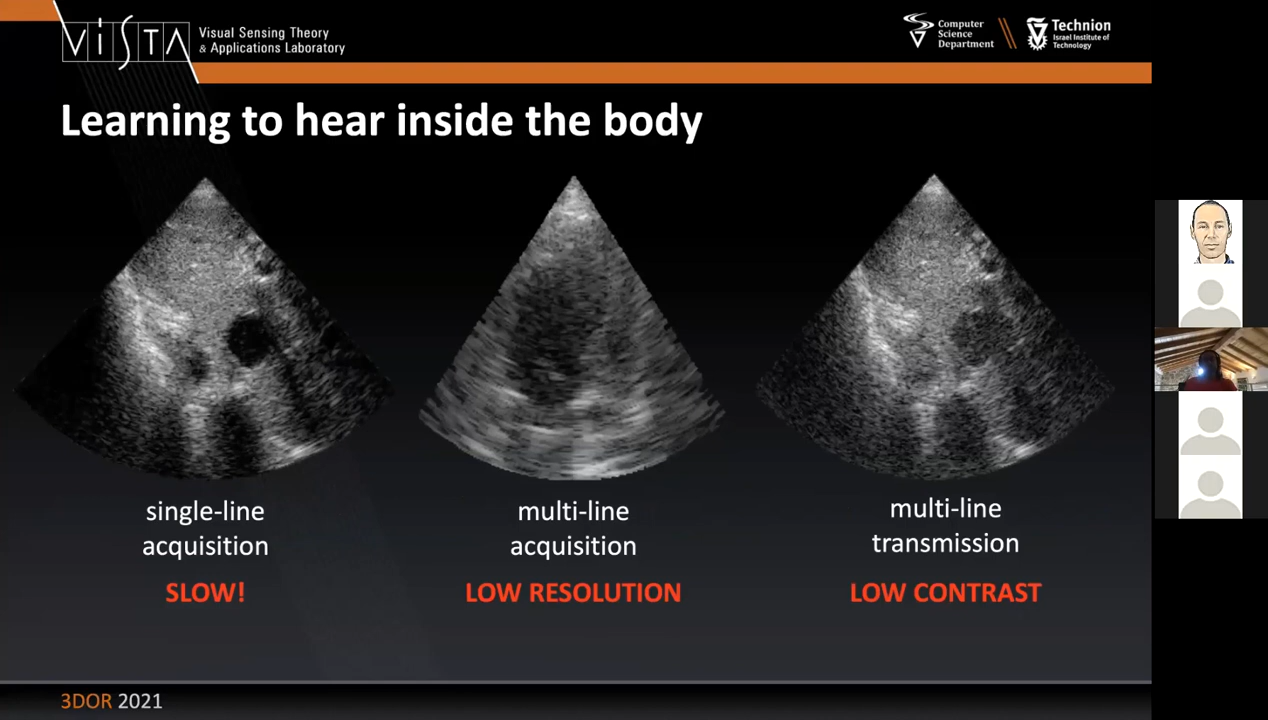 ViSTA
Visual Sensing Theory
& Applications Laboratory
Computer
Science
Department
Technion
Israel Institute of
Technology
Learning to hear inside the body
single-line
acquisition
SLOW!
multi-line
acquisition
LOW RESOLUTION
multi-line
transmission
LOW CONTRAST
3DOR 2021